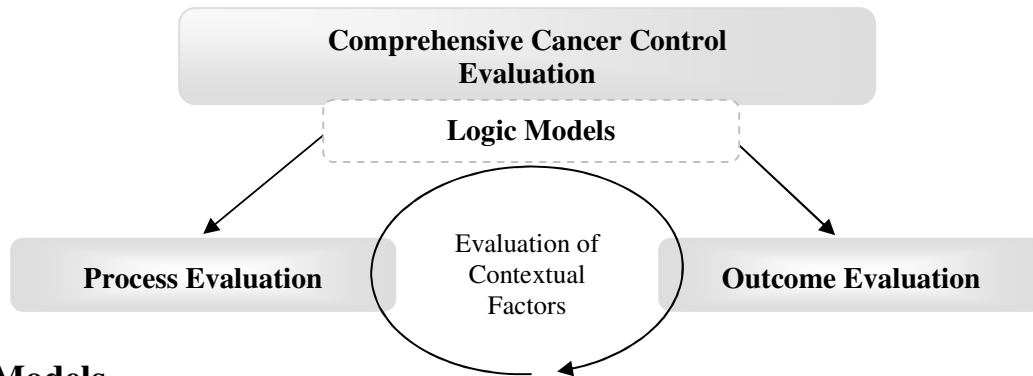 Comprehensive Cancer Control
Evaluation
Logic Models
Evaluation of
Contextual
Factors
Process Evaluation
Outcome Evaluation
Models